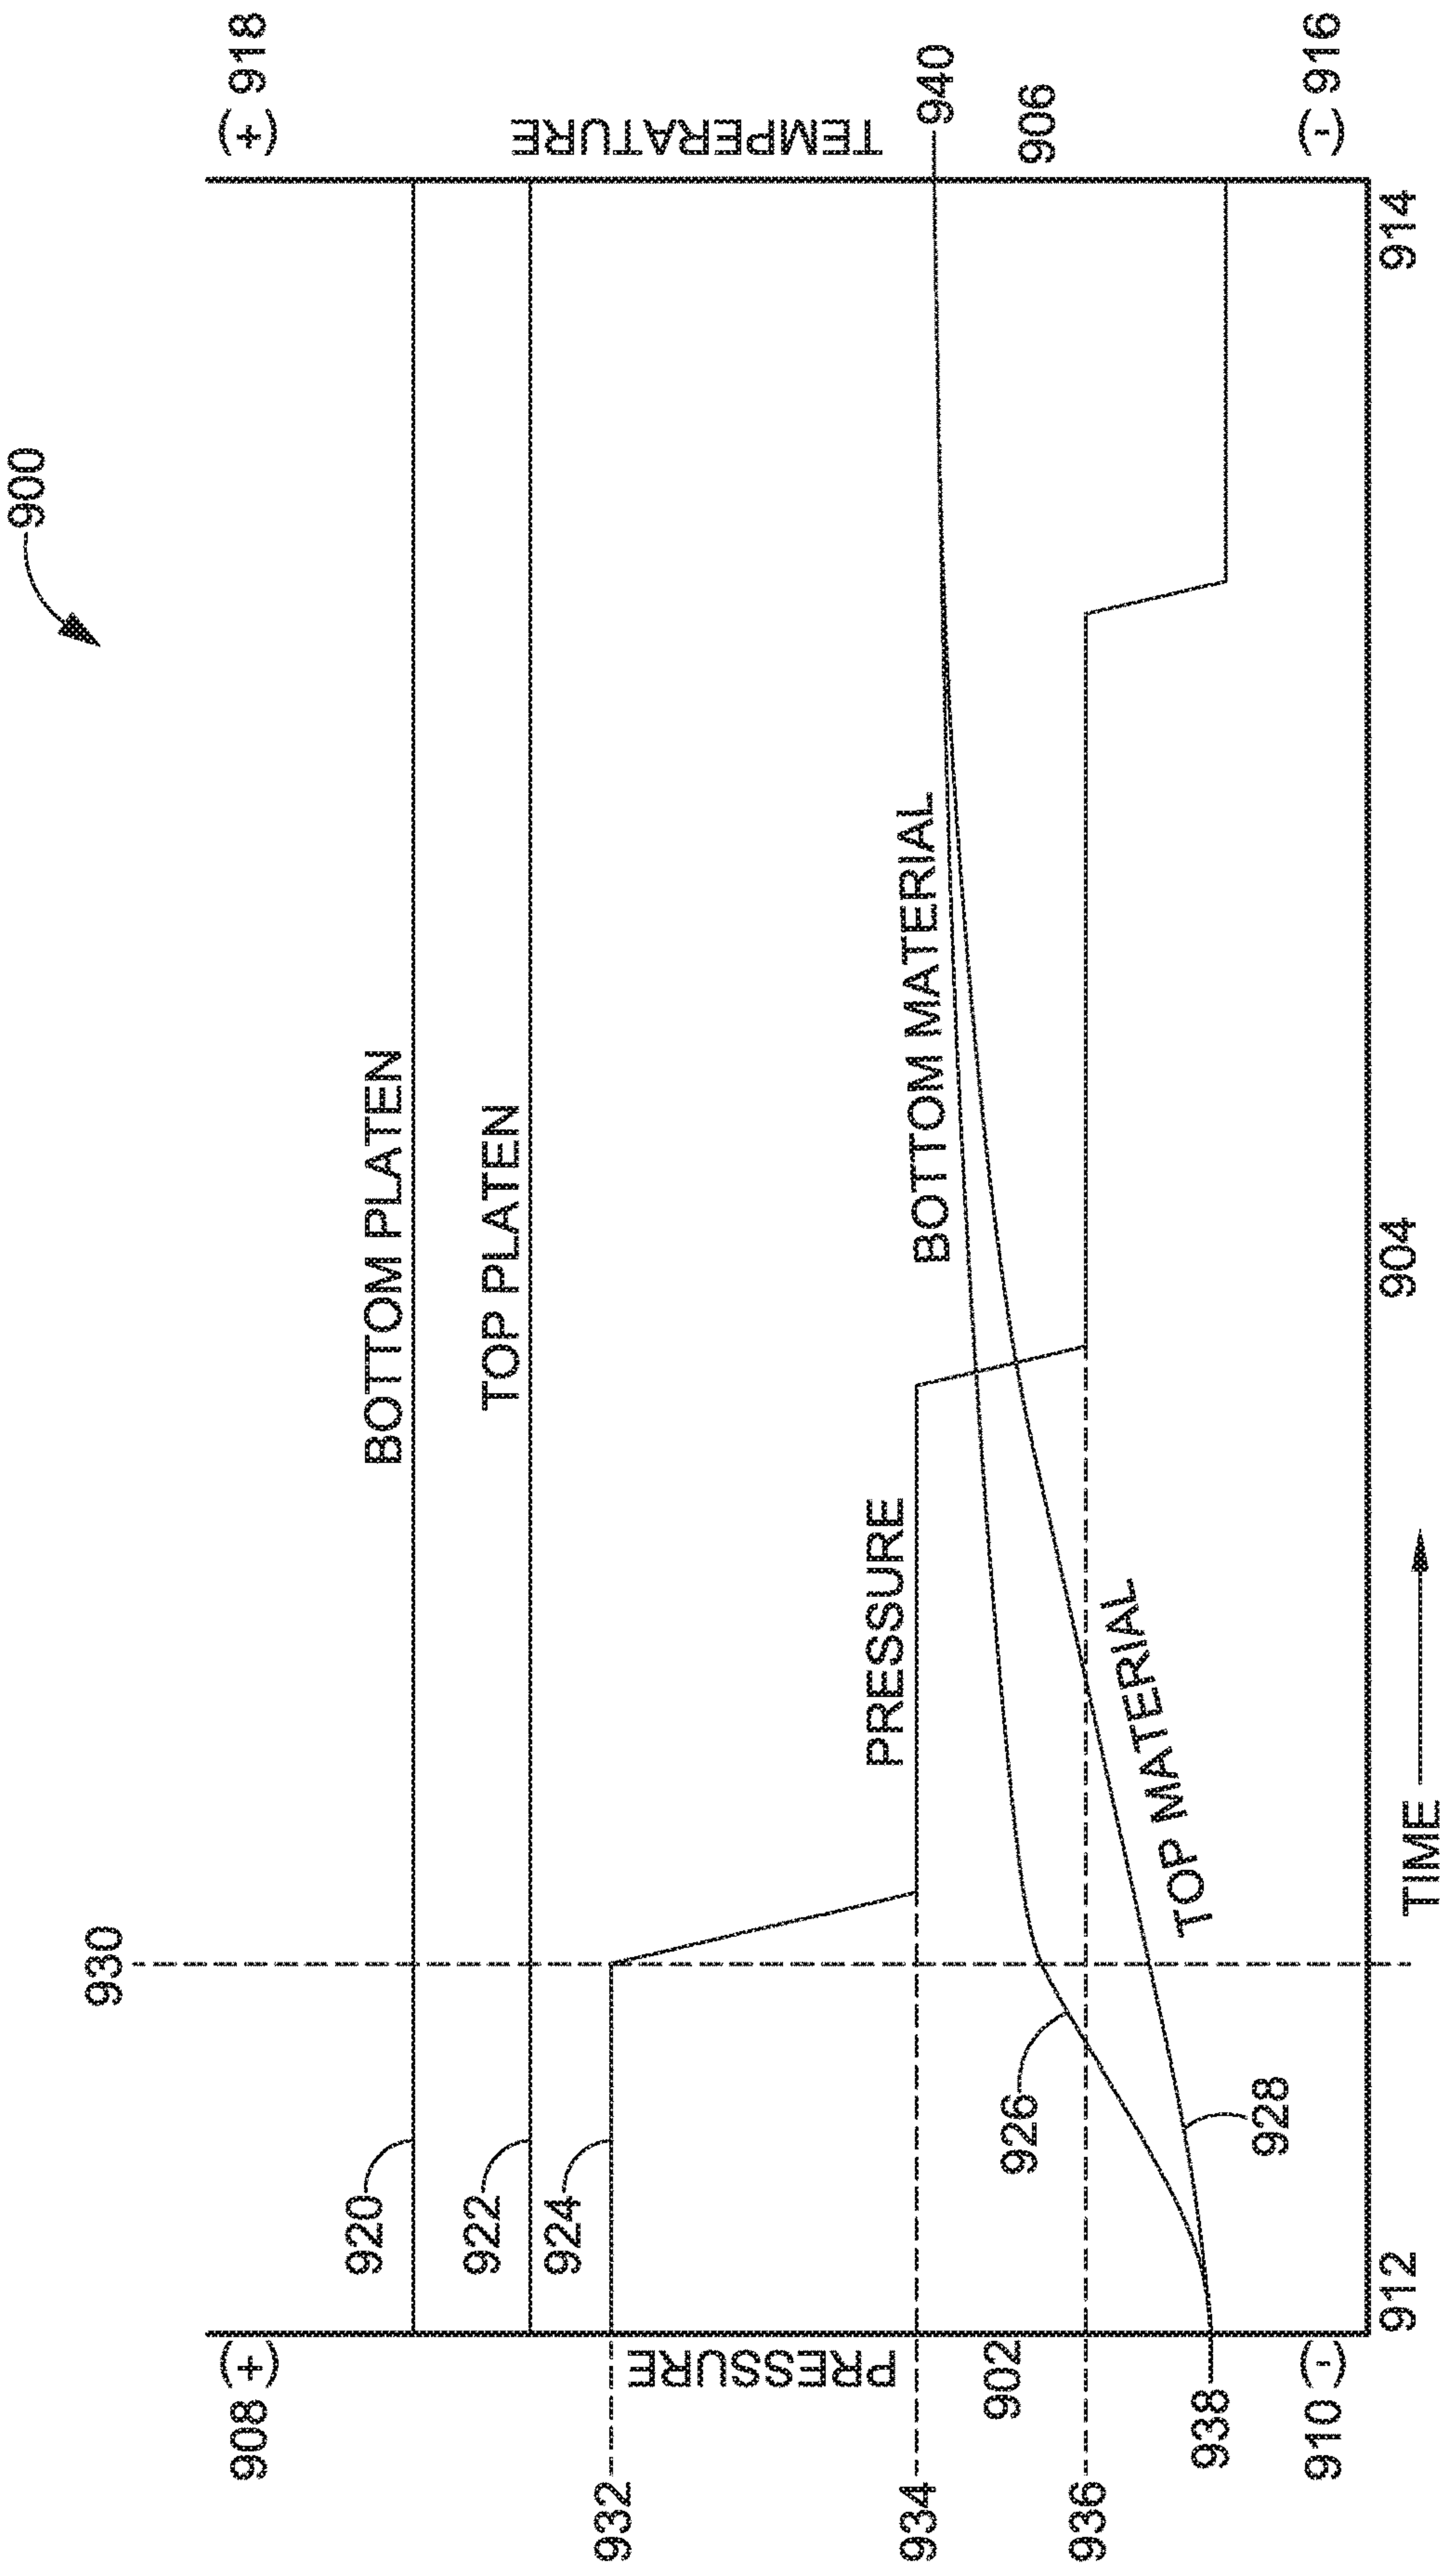 900
930
908 (+)
(+) 918
920
BOTTOM PLATEN
922
TOP PLATEN
924
932
PRESSURE
TEMPERATURE
PRESSURE
934
BOTTOM MATERIAL
940
902
926
906
936
TOP MATERIAL
938
928
910 (-)
(-) 916
912
904
914
TIME